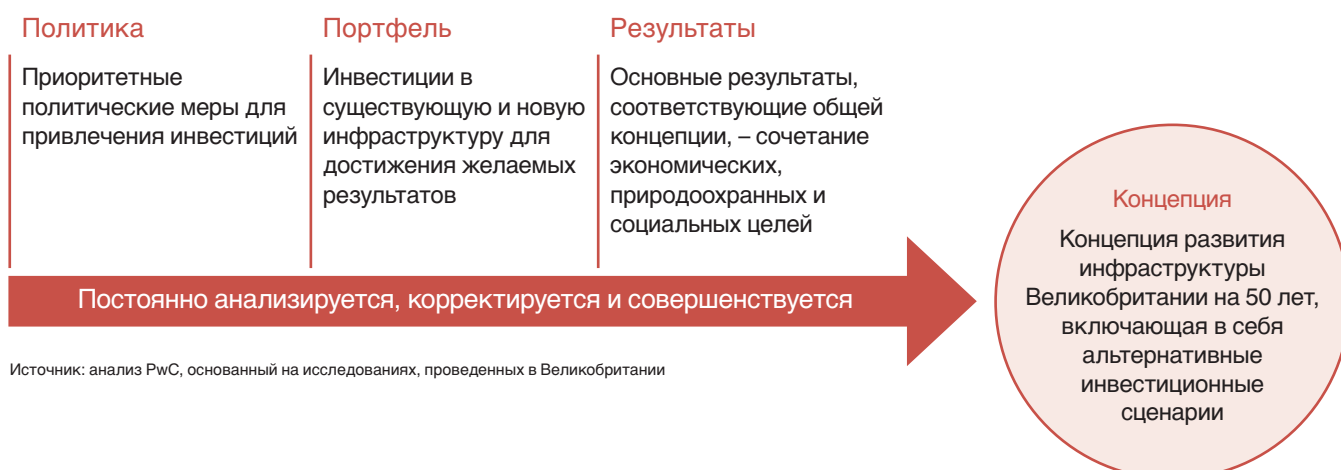 Политика
Приоритетные
политические меры для
привлечения инвестиций
Портфель
Инвестиции в
существующую и новую
инфраструктуру для
достижения желаемых
результатов
Результаты
Основные результаты,
соответствующие общей
концепции, – сочетание
экономических,
природоохранных и
социальных целей
Постоянно анализируется, корректируется и совершенствуется
Концепция
Концепция развития
инфраструктуры
Великобритании на 50 лет,
включающая в себя
альтернативные
инвестиционные
сценарии
Источник: анализ PwC, основанный на исследованиях, проведенных в Великобритании